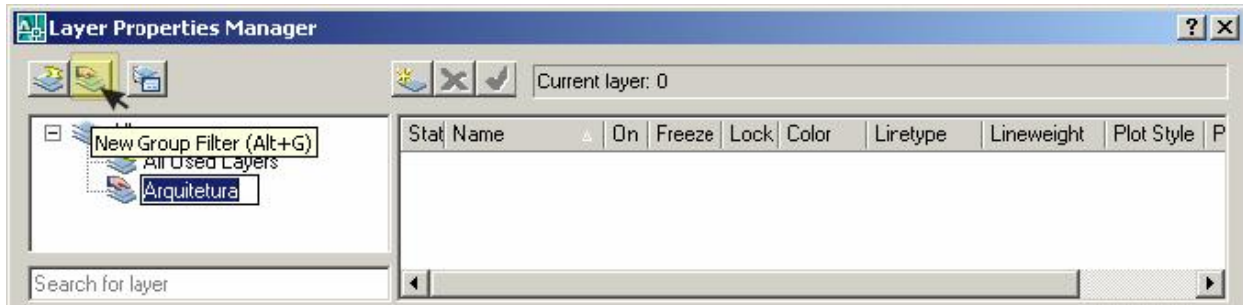 Layer Properties Manager
Current layer: 0
New Group Filter (Alt+G)
Stat Name On Freeze Lock Color Linetype Lineweight Plot Style P
All Used Layers
Arquitetura
Search for layer